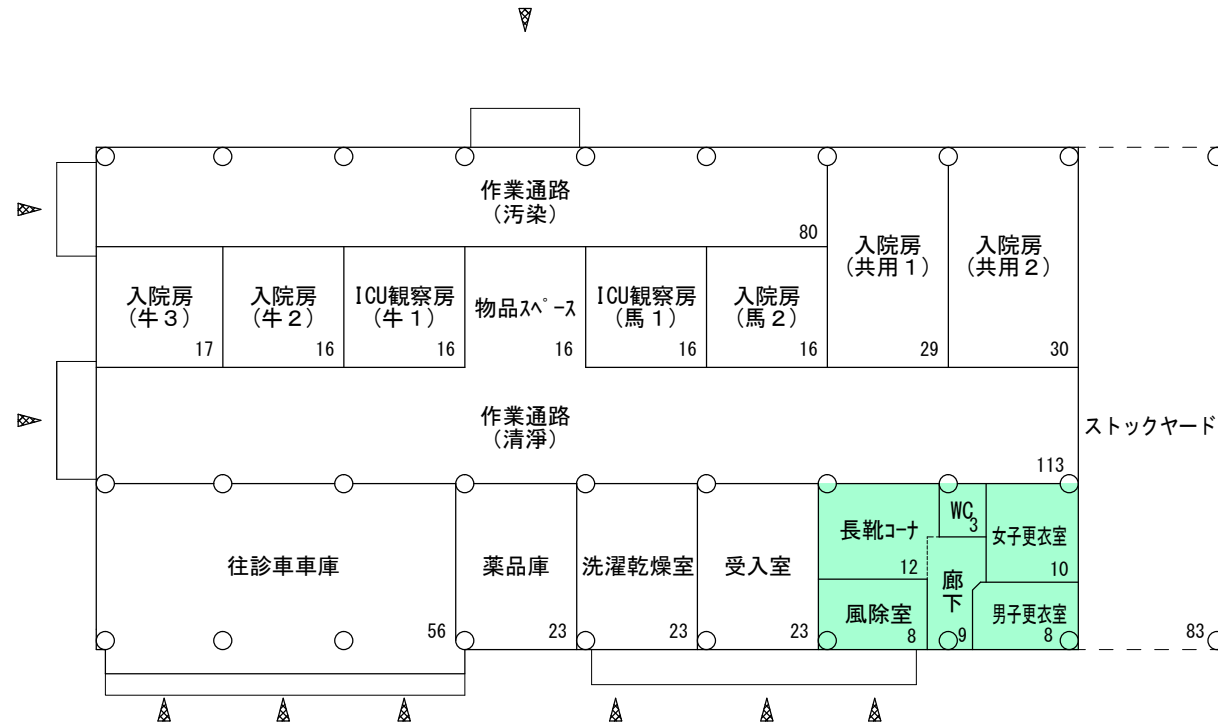 作業通路
(汚染)
80
入院房
(共用1)
29
入院房
(共用2)
30
入院房
(牛3)
17
入院房
(牛2)
16
ICU観察房
(牛1)
16
物品スペース
16
ICU観察房
(馬1)
16
入院房
(馬2)
16
作業通路
(清浄)
113
ストックヤード
83
往診車車庫
56
薬品庫
23
洗濯乾燥室
23
受入室
23
長靴コーナ
12
WC
3
女子更衣室
10
風除室
8
廊
下
9
男子更衣室
8